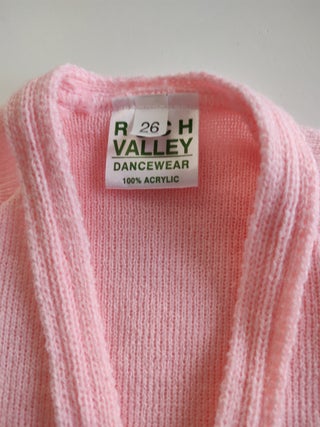 R 26 CH
VALLEY
DANCEWEAR
100% ACRYLIC